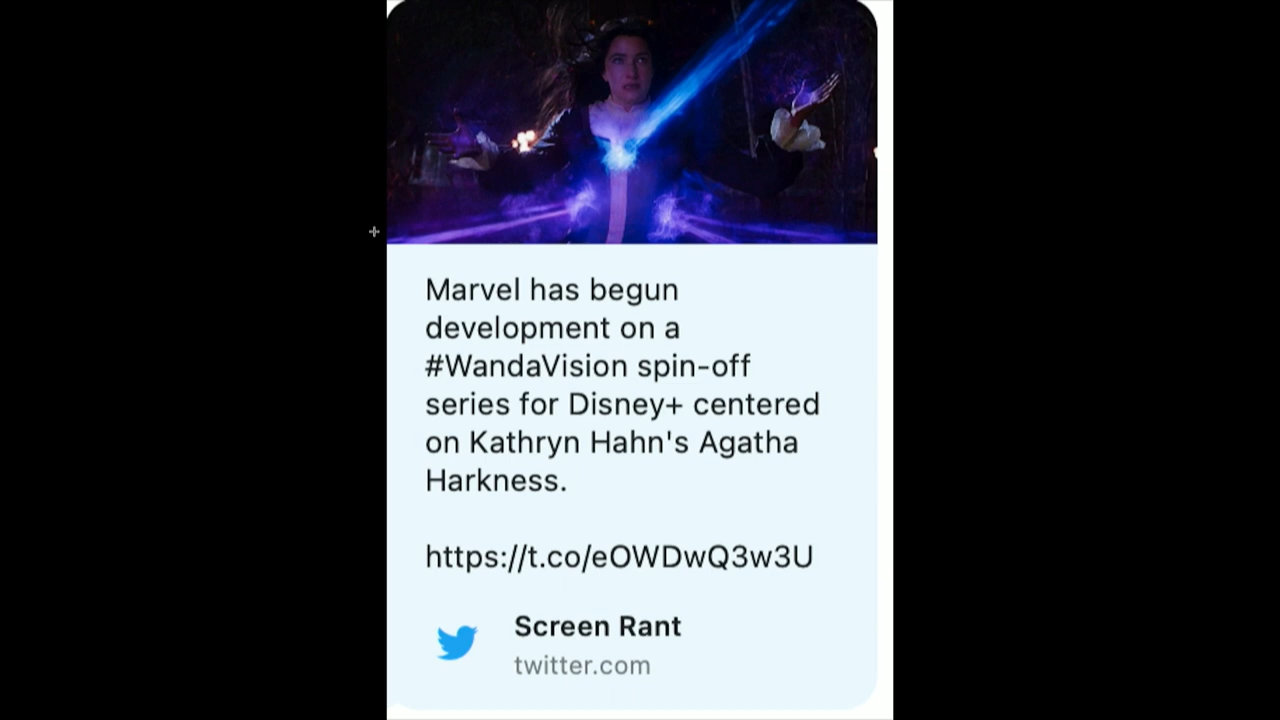 Marvel has begun
development on a
#WandaVision spin-off
series for Disney+ centered
on Kathryn Hahn's Agatha
Harkness.
https://t.co/eOWDwQ3w3U
Screen Rant
twitter.com